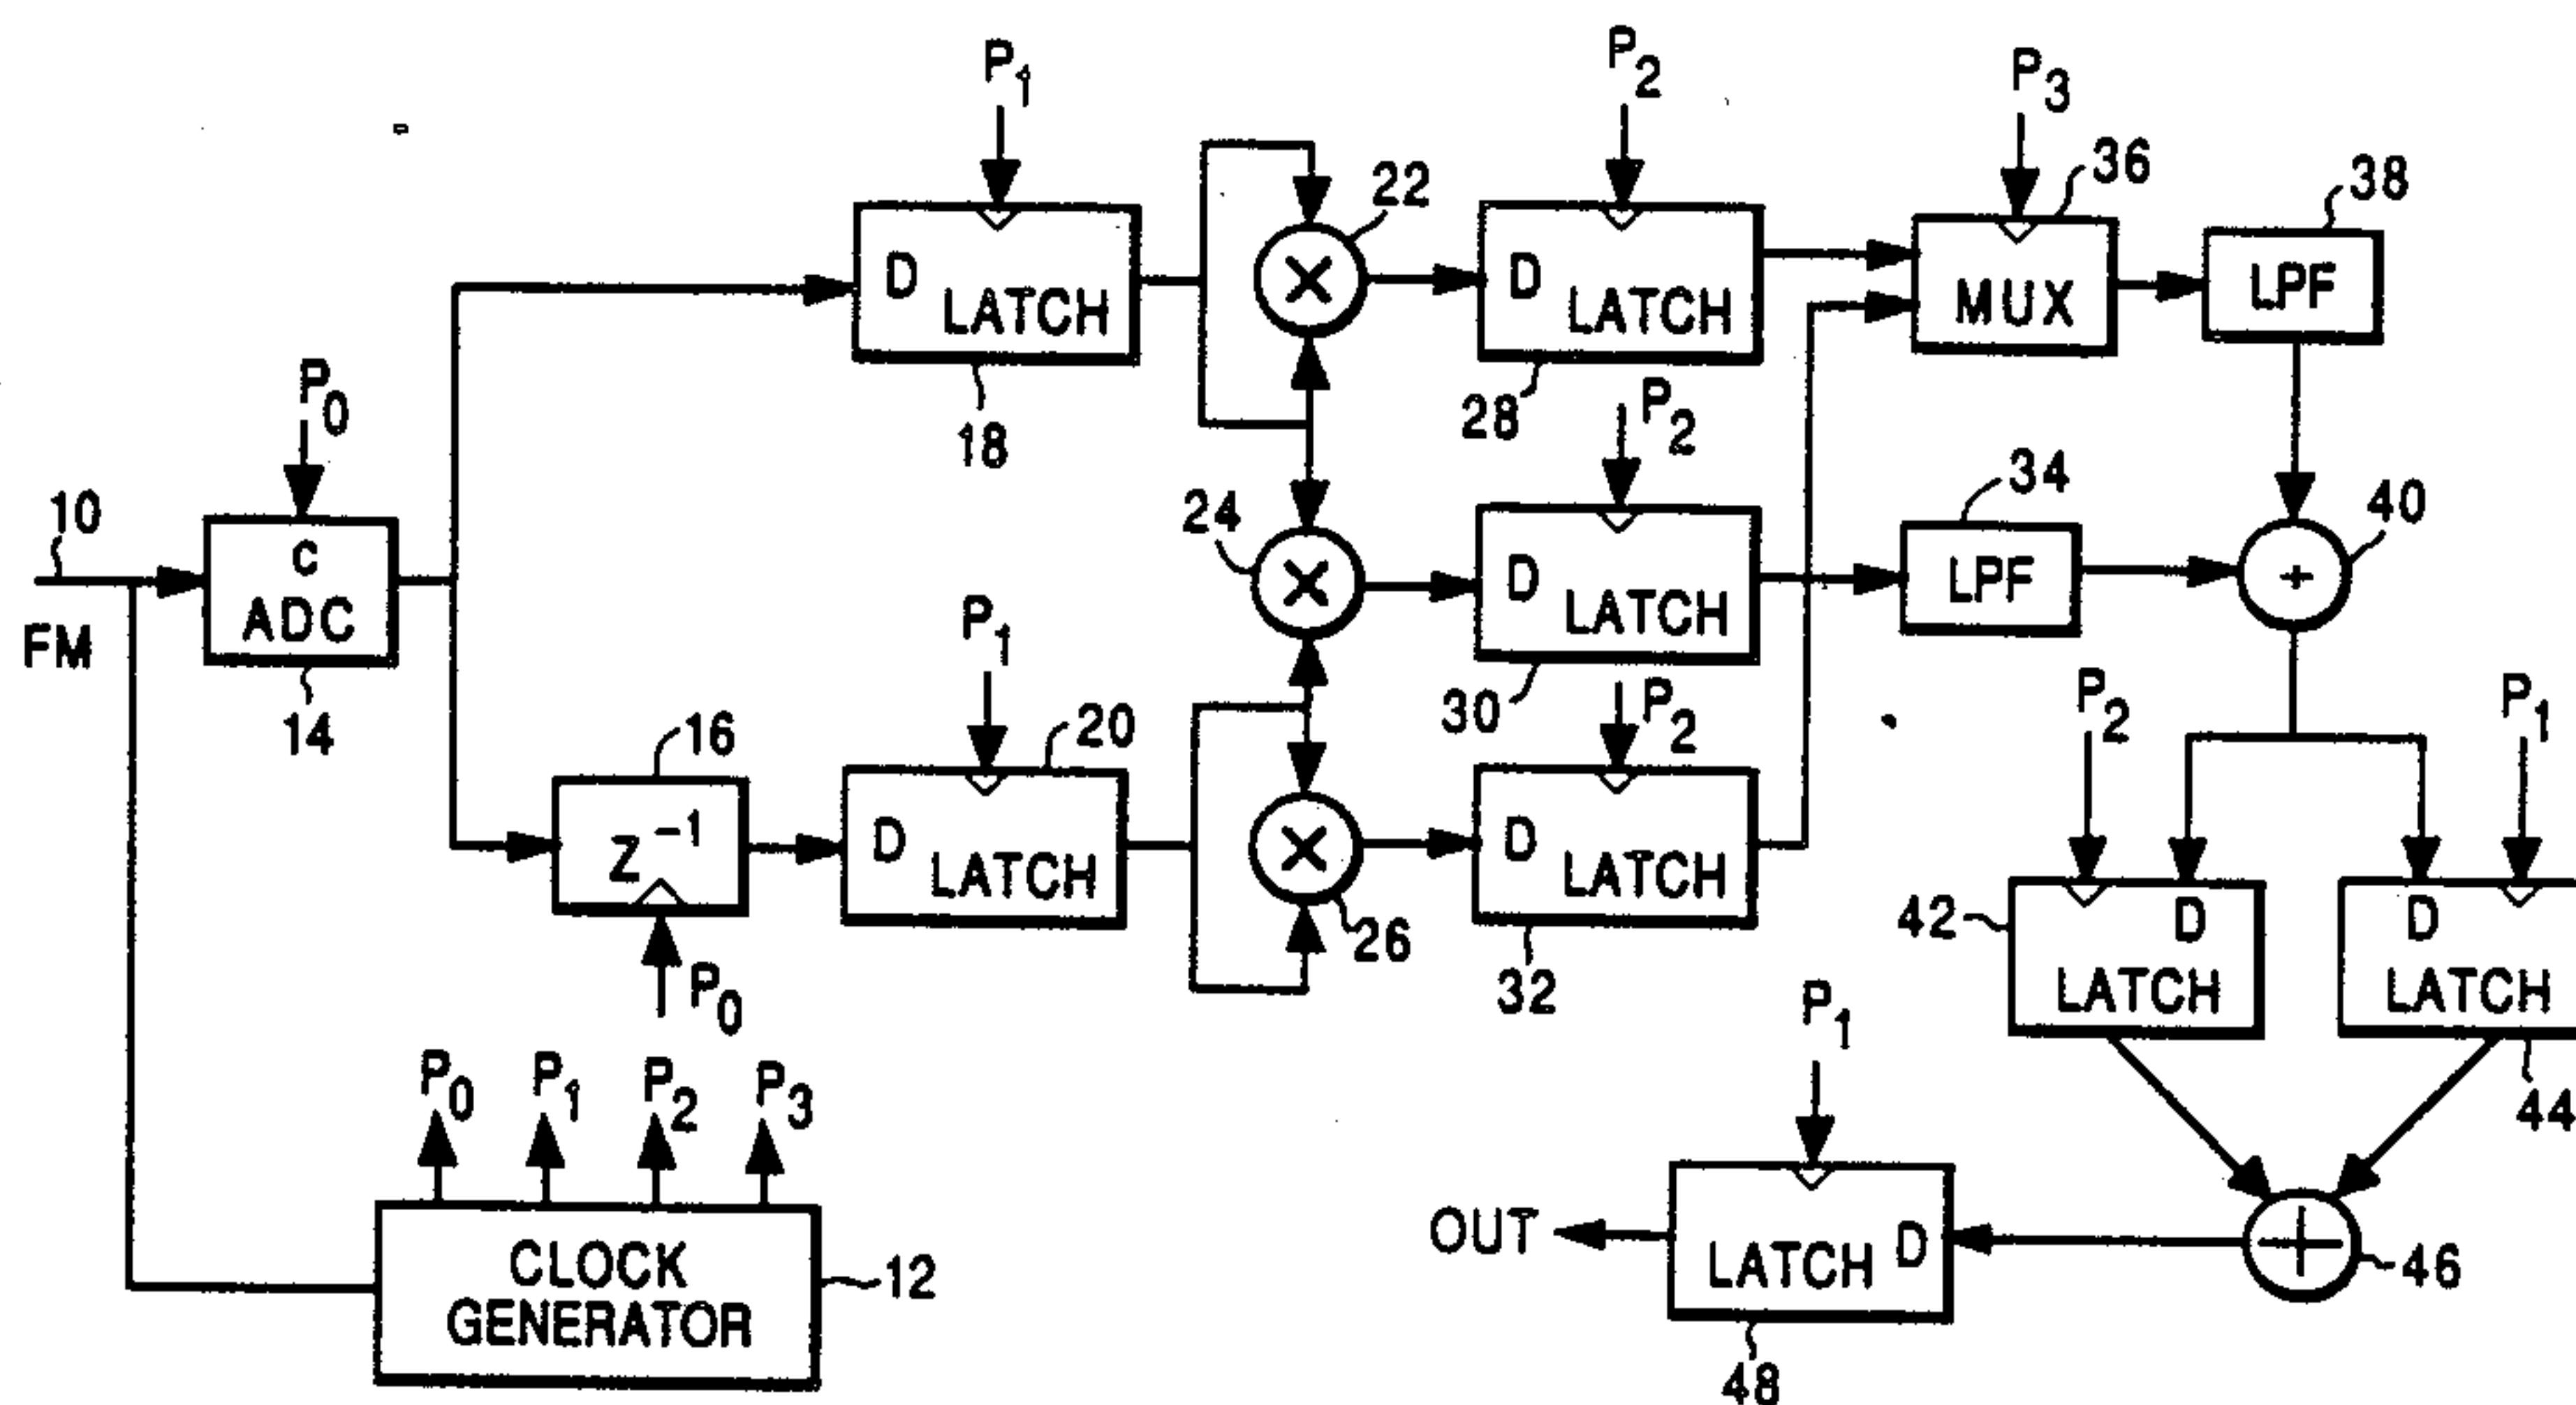 P1
P2
P3
36
38
22
D LATCH
D LATCH
MUX
LPF
P0
18
28
P2
10
C
ADC
FM
14
24
34
40
D LATCH
LPF
+
P1
30
P2
P2
P1
16
20
Z-1
D LATCH
D LATCH
42
D
LATCH
D
LATCH
26
32
P0
P1
44
P0
P1
P2
P3
OUT
LATCH D
46
CLOCK
GENERATOR
12
48